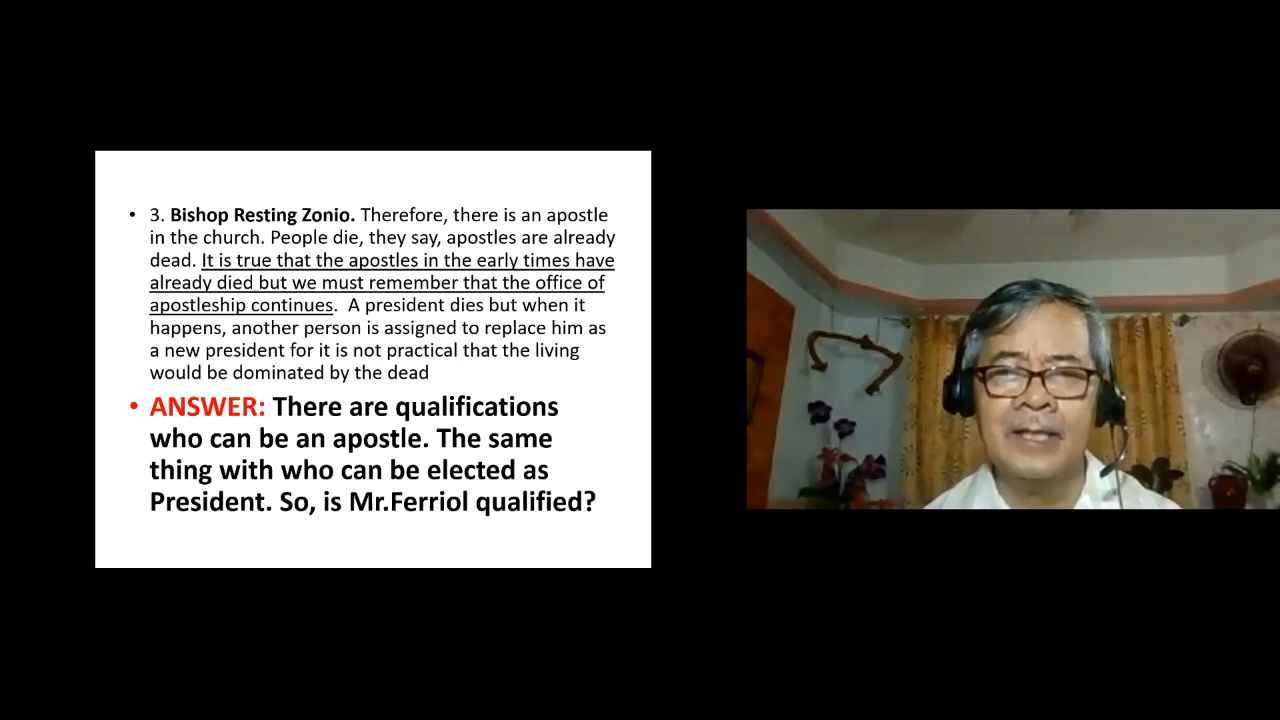 • 3. Bishop Resting Zonio. Therefore, there is an apostle
in the church. People die, they say, apostles are already
dead. It is true that the apostles in the early times have
already died but we must remember that the office of
apostleship continues.  A president dies but when it
happens, another person is assigned to replace him as
a new president for it is not practical that the living
would be dominated by the dead
• ANSWER: There are qualifications
who can be an apostle. The same
thing with who can be elected as
President. So, is Mr.Ferriol qualified?